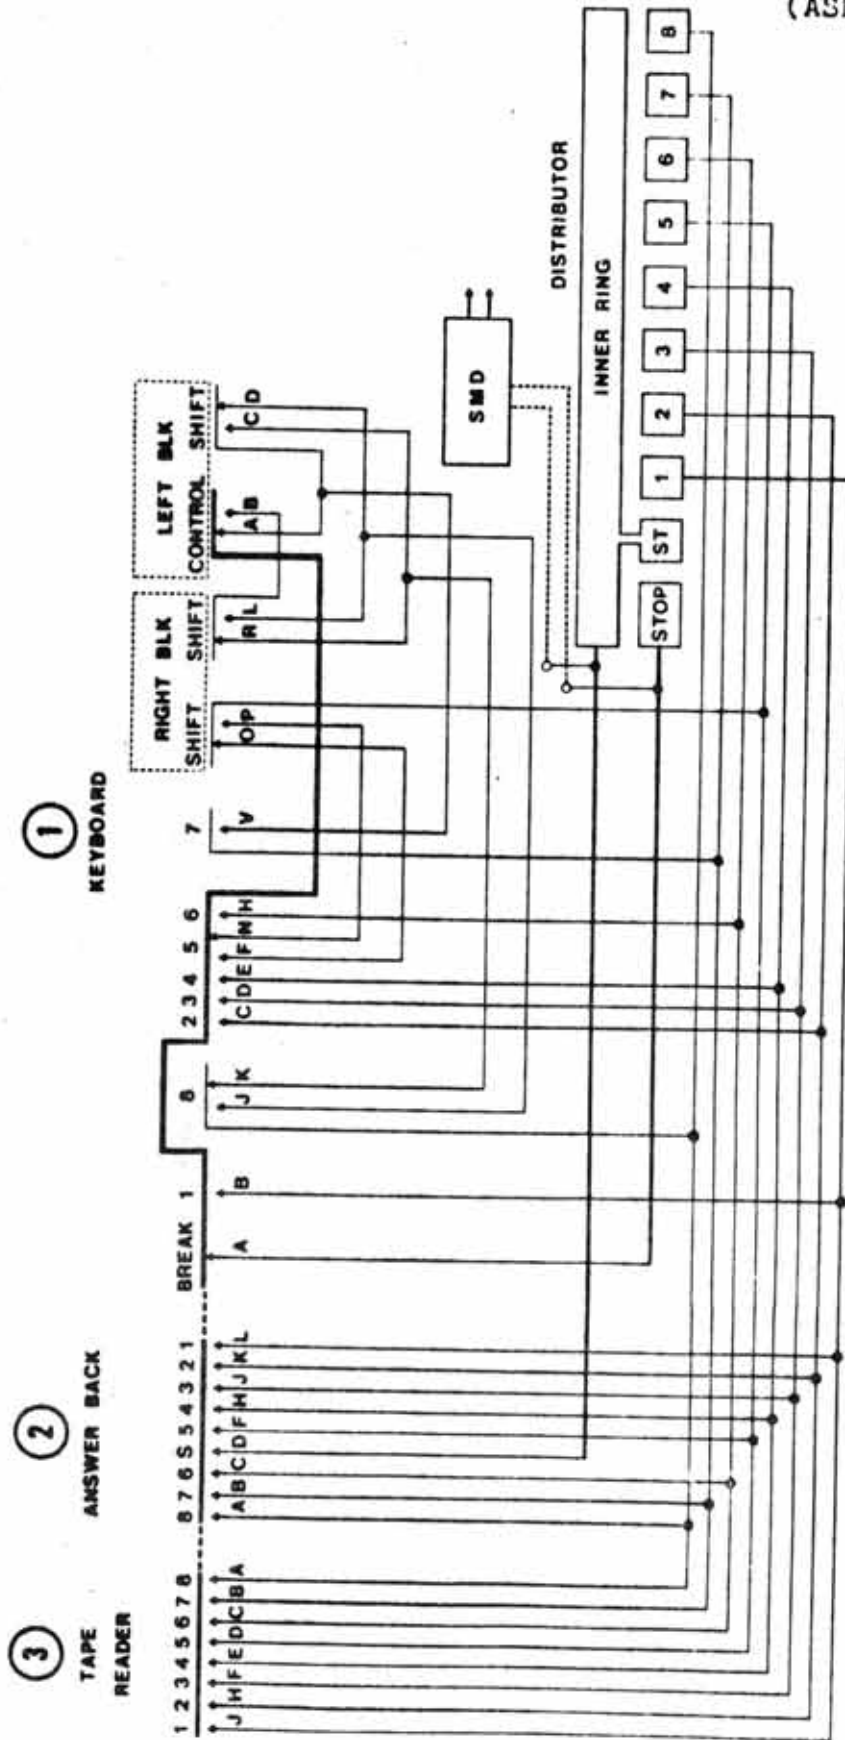 (ASR
3
TAPE
READER
1 2 3 4 5 6 7 8
J H F E D C B A
2
ANSWER BACK
8 7 6 S 5 4 3 2 1
A B C D F H J K L
BREAK 1
A B
1
KEYBOARD
8
J K
2 3 4 5 6
C D E F N H
7
V
RIGHT BLK
SHIFT SHIFT
O P R L
LEFT BLK
CONTROL SHIFT
A B C D
SMD
DISTRIBUTOR
INNER RING
STOP ST 1 2 3 4 5 6 7 8